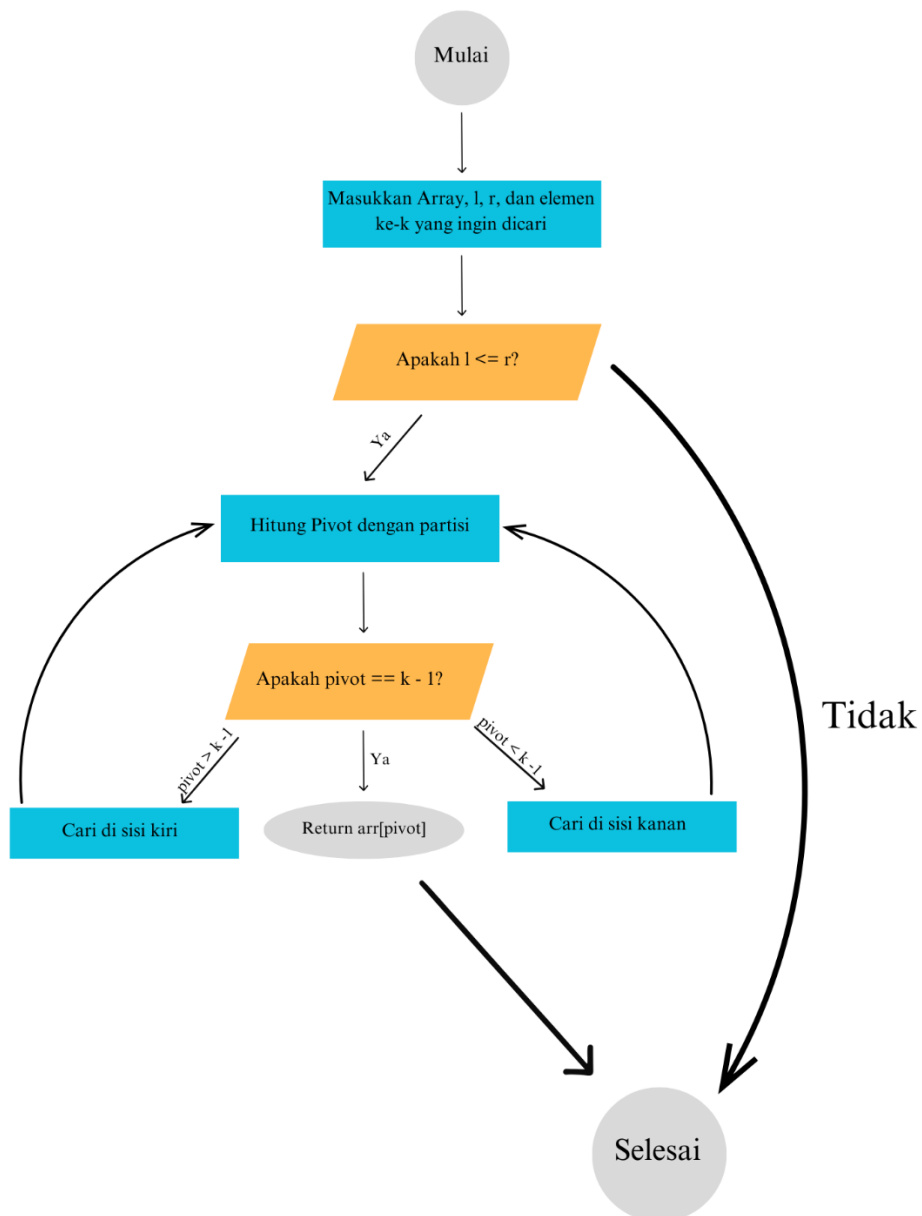 Mulai
Masukkan Array, l, r, dan elemen
ke-k yang ingin dicari
Apakah l <= r?
Ya
Hitung Pivot dengan partisi
Apakah pivot == k - 1?
Tidak
pivot > k -1
Ya
pivot < k -1
Cari di sisi kiri
Return arr[pivot]
Cari di sisi kanan
Selesai